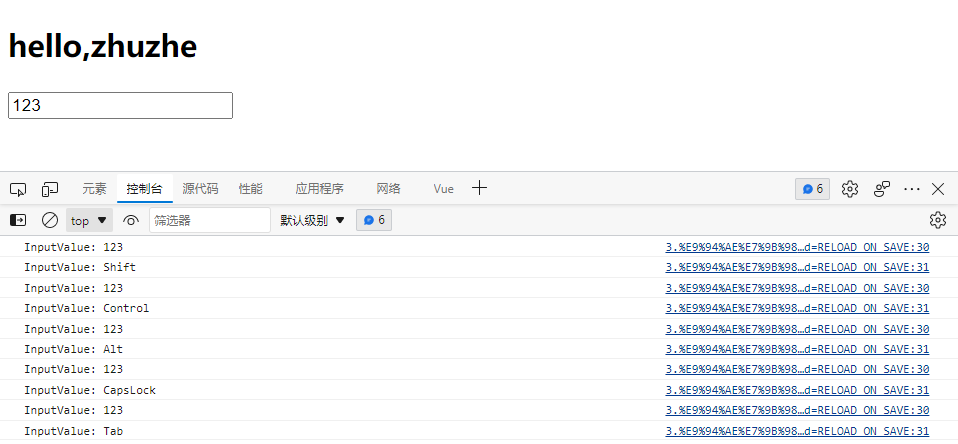 hello,zhuzhe
123
元素 控制台 源代码 性能 应用程序 网络 Vue 6
top 筛选器 默认级别 6
InputValue: 123 3.%E9%94%AE%E7%9B%98…d=RELOAD_ON_SAVE:30
InputValue: Shift 3.%E9%94%AE%E7%9B%98…d=RELOAD_ON_SAVE:31
InputValue: 123 3.%E9%94%AE%E7%9B%98…d=RELOAD_ON_SAVE:30
InputValue: Control 3.%E9%94%AE%E7%9B%98…d=RELOAD_ON_SAVE:31
InputValue: 123 3.%E9%94%AE%E7%9B%98…d=RELOAD_ON_SAVE:30
InputValue: Alt 3.%E9%94%AE%E7%9B%98…d=RELOAD_ON_SAVE:31
InputValue: 123 3.%E9%94%AE%E7%9B%98…d=RELOAD_ON_SAVE:30
InputValue: CapsLock 3.%E9%94%AE%E7%9B%98…d=RELOAD_ON_SAVE:31
InputValue: 123 3.%E9%94%AE%E7%9B%98…d=RELOAD_ON_SAVE:30
InputValue: Tab 3.%E9%94%AE%E7%9B%98…d=RELOAD_ON_SAVE:31